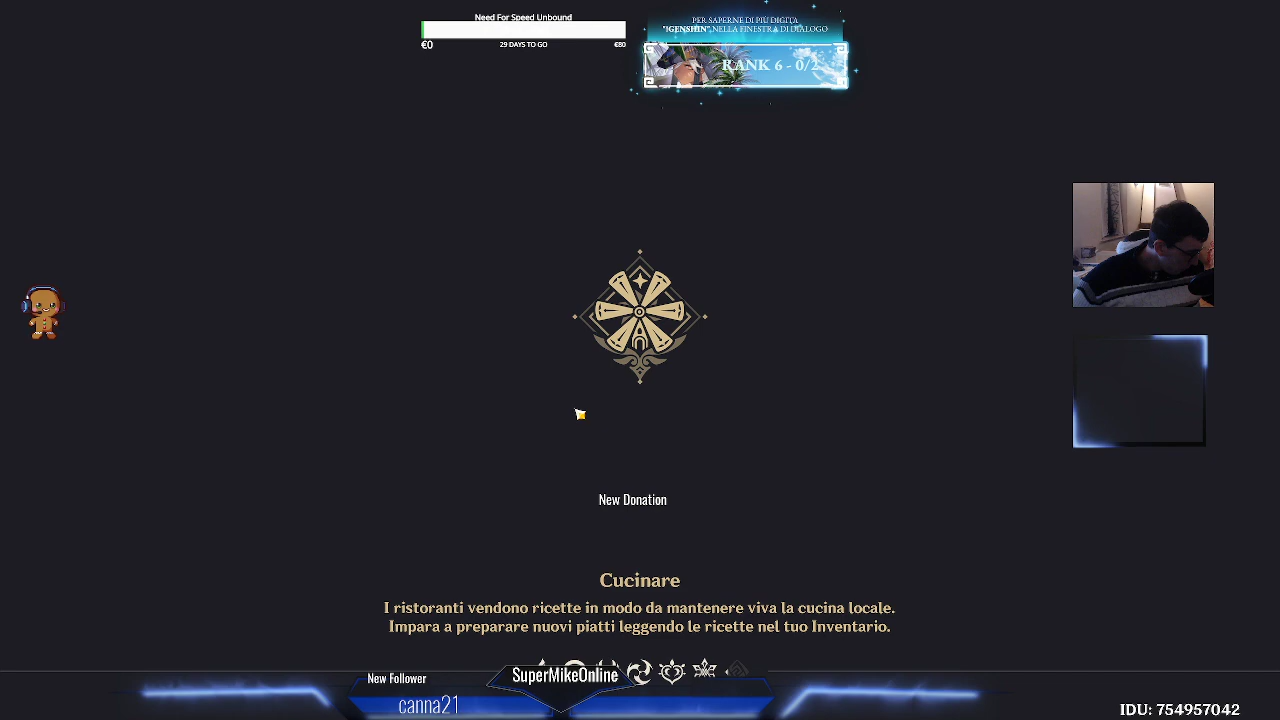 Need For Speed Unbound
€0
29 DAYS TO GO
€80
PER SAPERNE DI PIÙ DIGITA
"!GENSHIN" NELLA FINESTRA DI DIALOGO
RANK 6 - 0/2
New Donation
Cucinare
I ristoranti vendono ricette in modo da mantenere viva la cucina locale.
Impara a preparare nuovi piatti leggendo le ricette nel tuo Inventario.
SuperMikeOnline
New Follower
canna21
IDU: 754957042